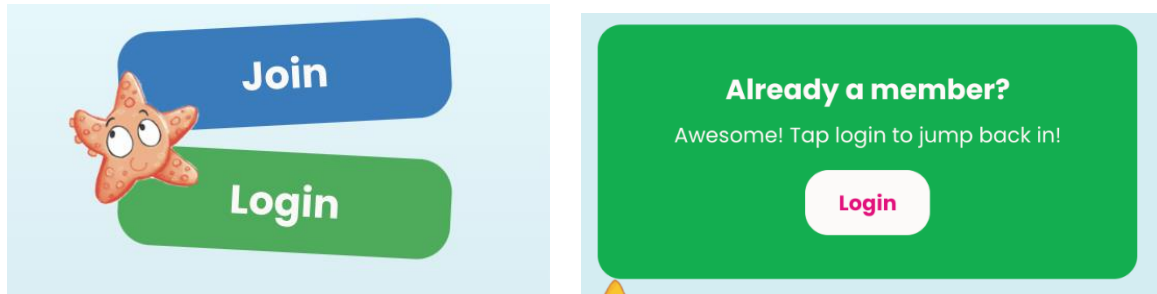 Join
Login
Already a member?
Awesome! Tap login to jump back in!
Login